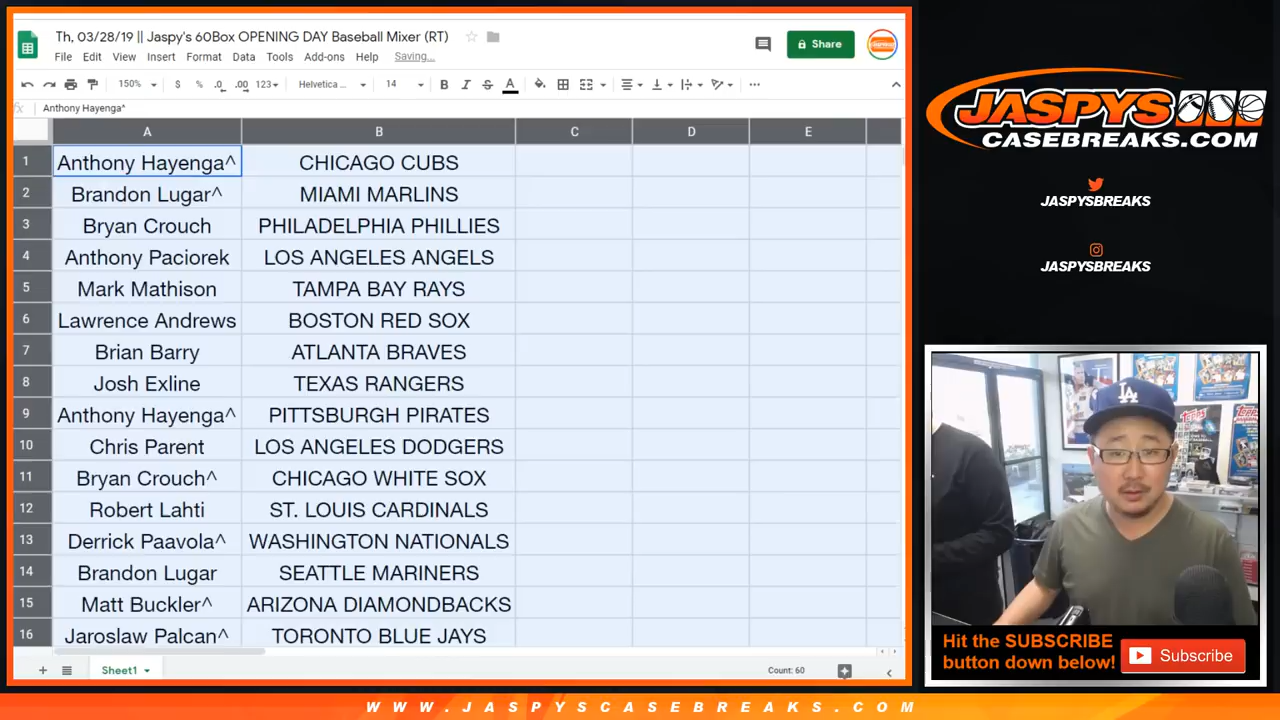 Th, 03/28/19 || Jaspy's 60Box OPENING DAY Baseball Mixer (RT)
File Edit View Insert Format Data Tools Add-ons Help Saving...
Share
150% $ % .0 .00 123 Helvetica ... 14 B I S A
fx Anthony Hayenga^
A B C D E
1 Anthony Hayenga^ CHICAGO CUBS
2 Brandon Lugar^ MIAMI MARLINS
3 Bryan Crouch PHILADELPHIA PHILLIES
4 Anthony Paciorek LOS ANGELES ANGELS
5 Mark Mathison TAMPA BAY RAYS
6 Lawrence Andrews BOSTON RED SOX
7 Brian Barry ATLANTA BRAVES
8 Josh Exline TEXAS RANGERS
9 Anthony Hayenga^ PITTSBURGH PIRATES
10 Chris Parent LOS ANGELES DODGERS
11 Bryan Crouch^ CHICAGO WHITE SOX
12 Robert Lahti ST. LOUIS CARDINALS
13 Derrick Paavola^ WASHINGTON NATIONALS
14 Brandon Lugar SEATTLE MARINERS
15 Matt Buckler^ ARIZONA DIAMONDBACKS
16 Jaroslaw Palcan^ TORONTO BLUE JAYS
Sheet1
Count: 60
JASPYS
CASEBREAKS.COM
JASPYSBREAKS
JASPYSBREAKS
LA
Topps
Hit the SUBSCRIBE
button down below!
Subscribe
WWW.JASPYSCASEBREAKS.COM